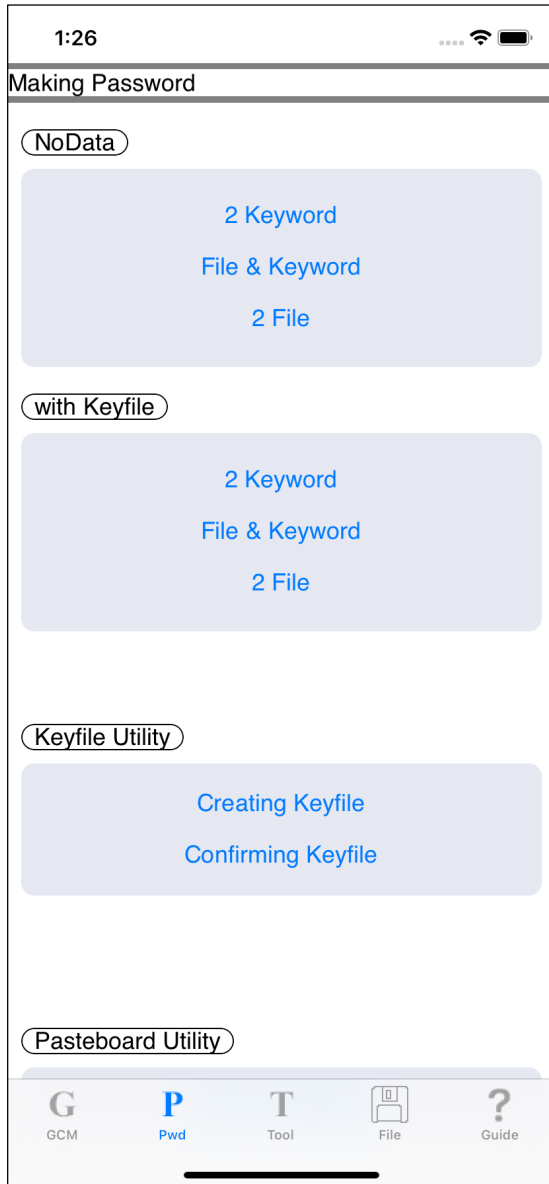 1:26
Making Password
NoData
2 Keyword
File & Keyword
2 File
with Keyfile
2 Keyword
File & Keyword
2 File
Keyfile Utility
Creating Keyfile
Confirming Keyfile
Pasteboard Utility
G P T ?
GCM Pwd Tool File Guide